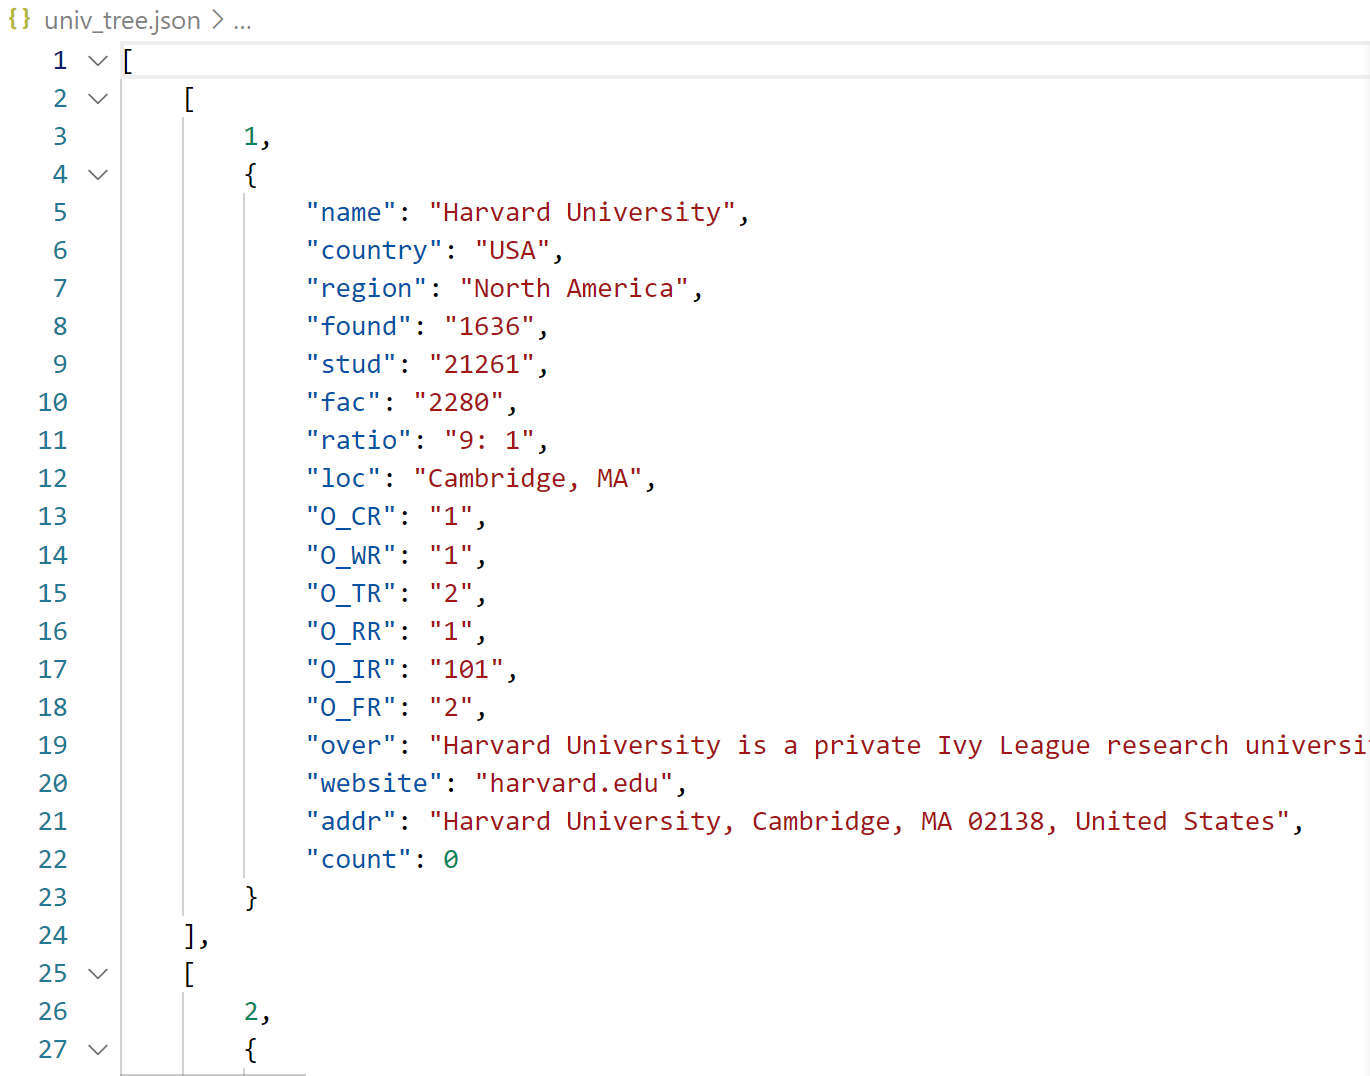 {} univ_tree.json > ...
1 [
2 [
3 1,
4 {
5 "name": "Harvard University",
6 "country": "USA",
7 "region": "North America",
8 "found": "1636",
9 "stud": "21261",
10 "fac": "2280",
11 "ratio": "9: 1",
12 "loc": "Cambridge, MA",
13 "O_CR": "1",
14 "O_WR": "1",
15 "O_TR": "2",
16 "O_RR": "1",
17 "O_IR": "101",
18 "O_FR": "2",
19 "over": "Harvard University is a private Ivy League research universi
20 "website": "harvard.edu",
21 "addr": "Harvard University, Cambridge, MA 02138, United States",
22 "count": 0
23 }
24 ],
25 [
26 2,
27 {